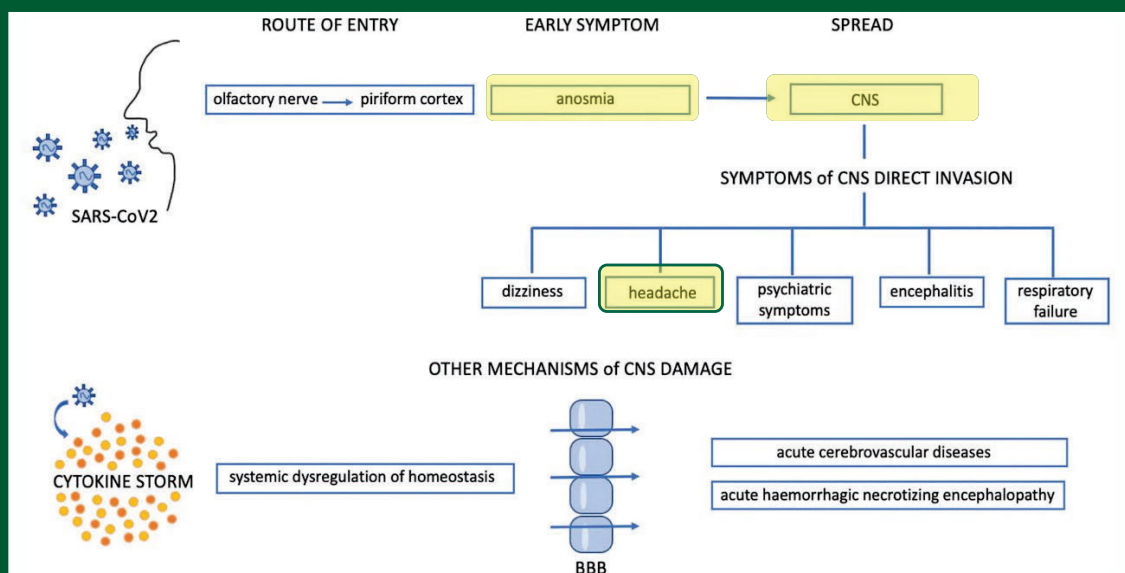 ROUTE OF ENTRY
EARLY SYMPTOM
SPREAD
olfactory nerve
piriform cortex
anosmia
CNS
SARS-CoV2
SYMPTOMS of CNS DIRECT INVASION
dizziness
headache
psychiatric
symptoms
encephalitis
respiratory
failure
OTHER MECHANISMS of CNS DAMAGE
CYTOKINE STORM
systemic dysregulation of homeostasis
acute cerebrovascular diseases
acute haemorrhagic necrotizing encephalopathy
BBB